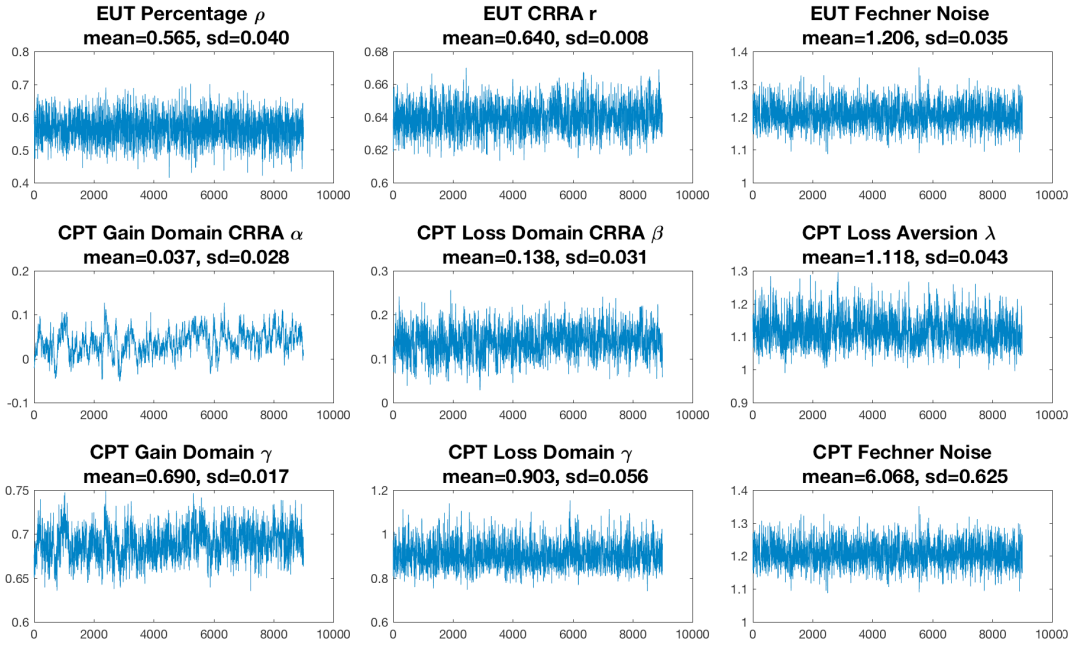 EUT Percentage ρ
mean=0.565, sd=0.040
EUT CRRA r
mean=0.640, sd=0.008
EUT Fechner Noise
mean=1.206, sd=0.035
0.8
0.7
0.6
0.5
0.4
0 2000 4000 6000 8000 10000
0.68
0.66
0.64
0.62
0.6
0 2000 4000 6000 8000 10000
1.4
1.3
1.2
1.1
1
0 2000 4000 6000 8000 10000
CPT Gain Domain CRRA α
mean=0.037, sd=0.028
CPT Loss Domain CRRA β
mean=0.138, sd=0.031
CPT Loss Aversion λ
mean=1.118, sd=0.043
0.2
0.1
0
-0.1
0 2000 4000 6000 8000 10000
0.3
0.2
0.1
0
0 2000 4000 6000 8000 10000
1.3
1.2
1.1
1
0.9
0 2000 4000 6000 8000 10000
CPT Gain Domain γ
mean=0.690, sd=0.017
CPT Loss Domain γ
mean=0.903, sd=0.056
CPT Fechner Noise
mean=6.068, sd=0.625
0.75
0.7
0.65
0.6
0 2000 4000 6000 8000 10000
1.2
1
0.8
0.6
0 2000 4000 6000 8000 10000
1.4
1.3
1.2
1.1
1
0 2000 4000 6000 8000 10000